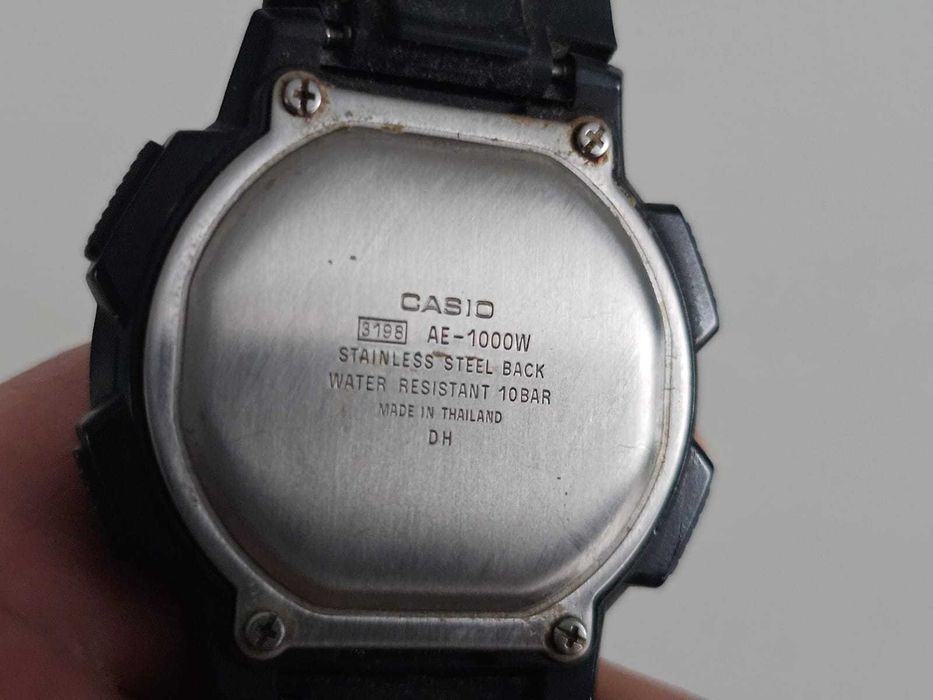 CASIO
3198 AE-1000W
STAINLESS STEEL BACK
WATER RESISTANT 10BAR
MADE IN THAILAND
DH